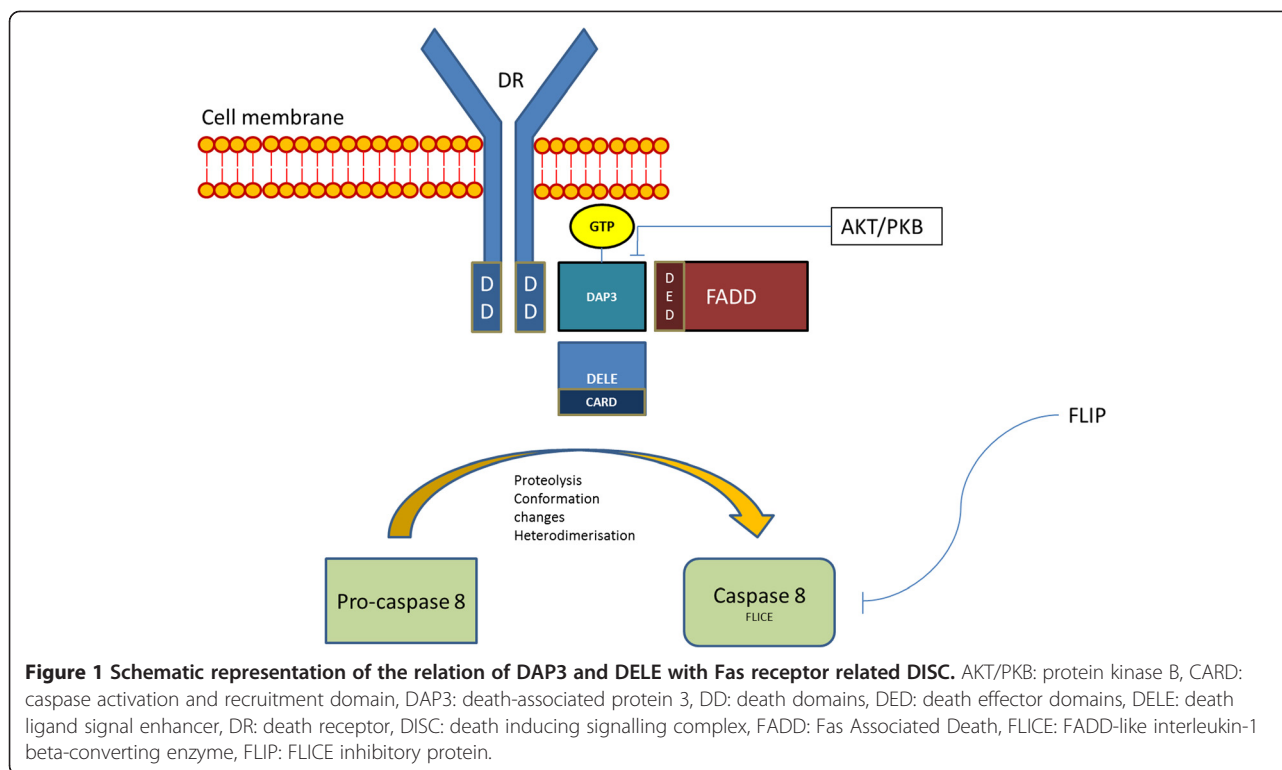 DR
Cell membrane
GTP
AKT/PKB
D
D
D
D
DAP3
D
E
D
FADD
DELE
CARD
FLIP
Proteolysis
Conformation
changes
Heterodimerisation
Pro-caspase 8
Caspase 8
FLICE
Figure 1 Schematic representation of the relation of DAP3 and DELE with Fas receptor related DISC. AKT/PKB: protein kinase B, CARD:
caspase activation and recruitment domain, DAP3: death-associated protein 3, DD: death domains, DED: death effector domains, DELE: death
ligand signal enhancer, DR: death receptor, DISC: death inducing signalling complex, FADD: Fas Associated Death, FLICE: FADD-like interleukin-1
beta-converting enzyme, FLIP: FLICE inhibitory protein.